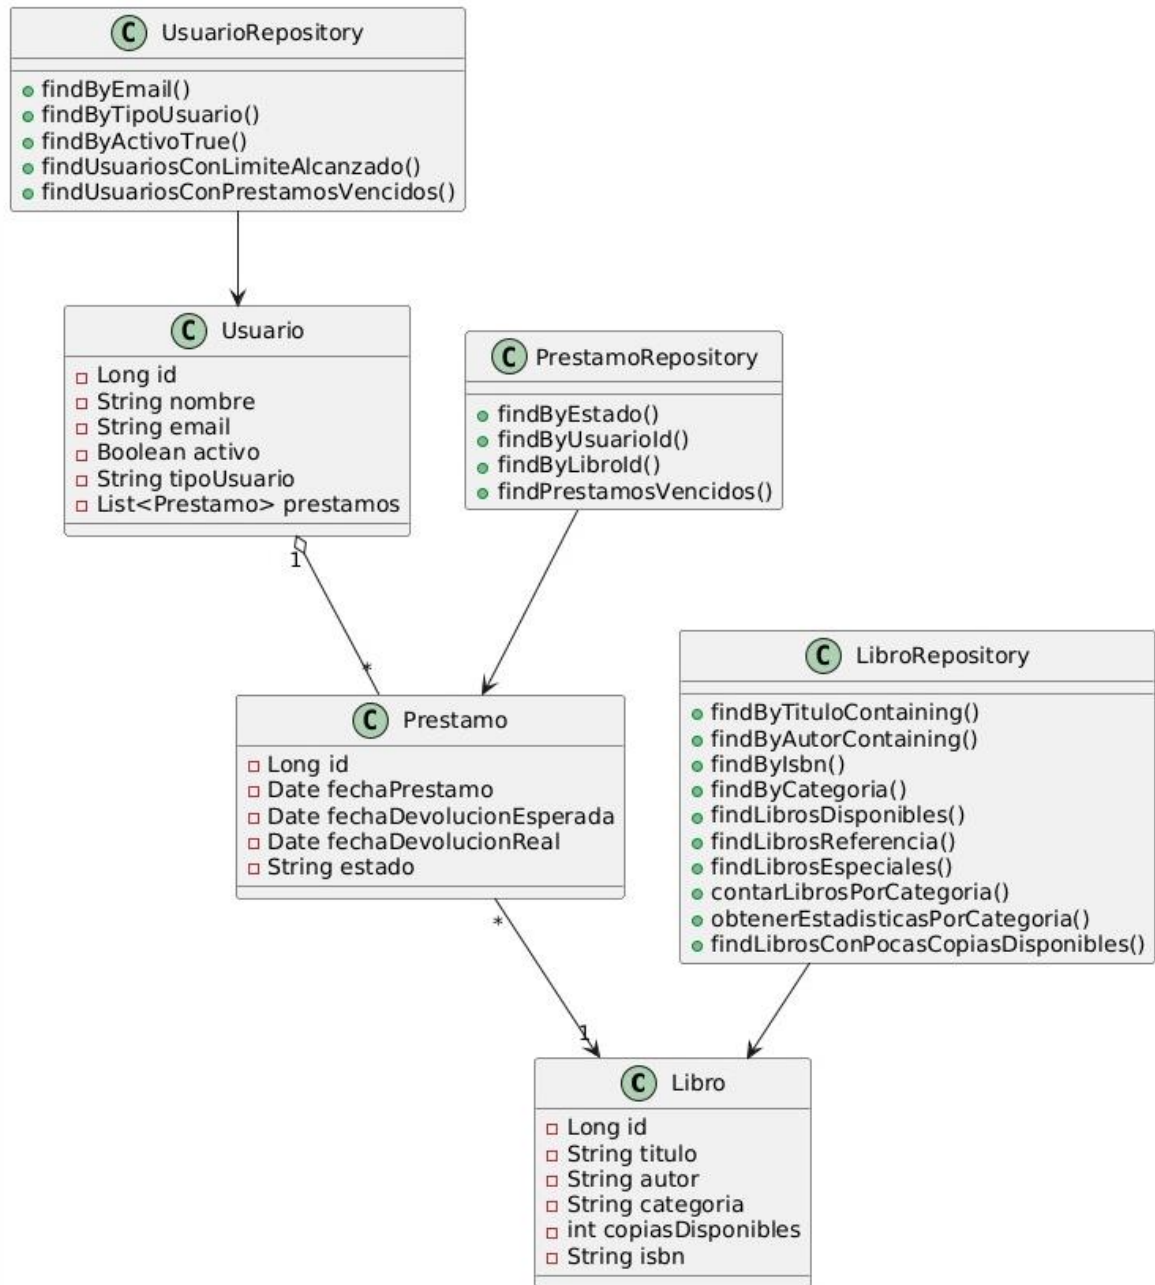 C UsuarioRepository
findByEmail()
findByTipoUsuario()
findByActivoTrue()
findUsuariosConLimiteAlcanzado()
findUsuariosConPrestamosVencidos()
C Usuario
Long id
String nombre
String email
Boolean activo
String tipoUsuario
List<Prestamo> prestamos
C PrestamoRepository
findByEstado()
findByUsuarioId()
findByLibroId()
findPrestamosVencidos()
1
*
C Prestamo
Long id
Date fechaPrestamo
Date fechaDevolucionEsperada
Date fechaDevolucionReal
String estado
C LibroRepository
findByTituloContaining()
findByAutorContaining()
findByIsbn()
findByCategoria()
findLibrosDisponibles()
findLibrosReferencia()
findLibrosEspeciales()
contarLibrosPorCategoria()
obtenerEstadisticasPorCategoria()
findLibrosConPocasCopiasDisponibles()
*
1
C Libro
Long id
String titulo
String autor
String categoria
int copiasDisponibles
String isbn